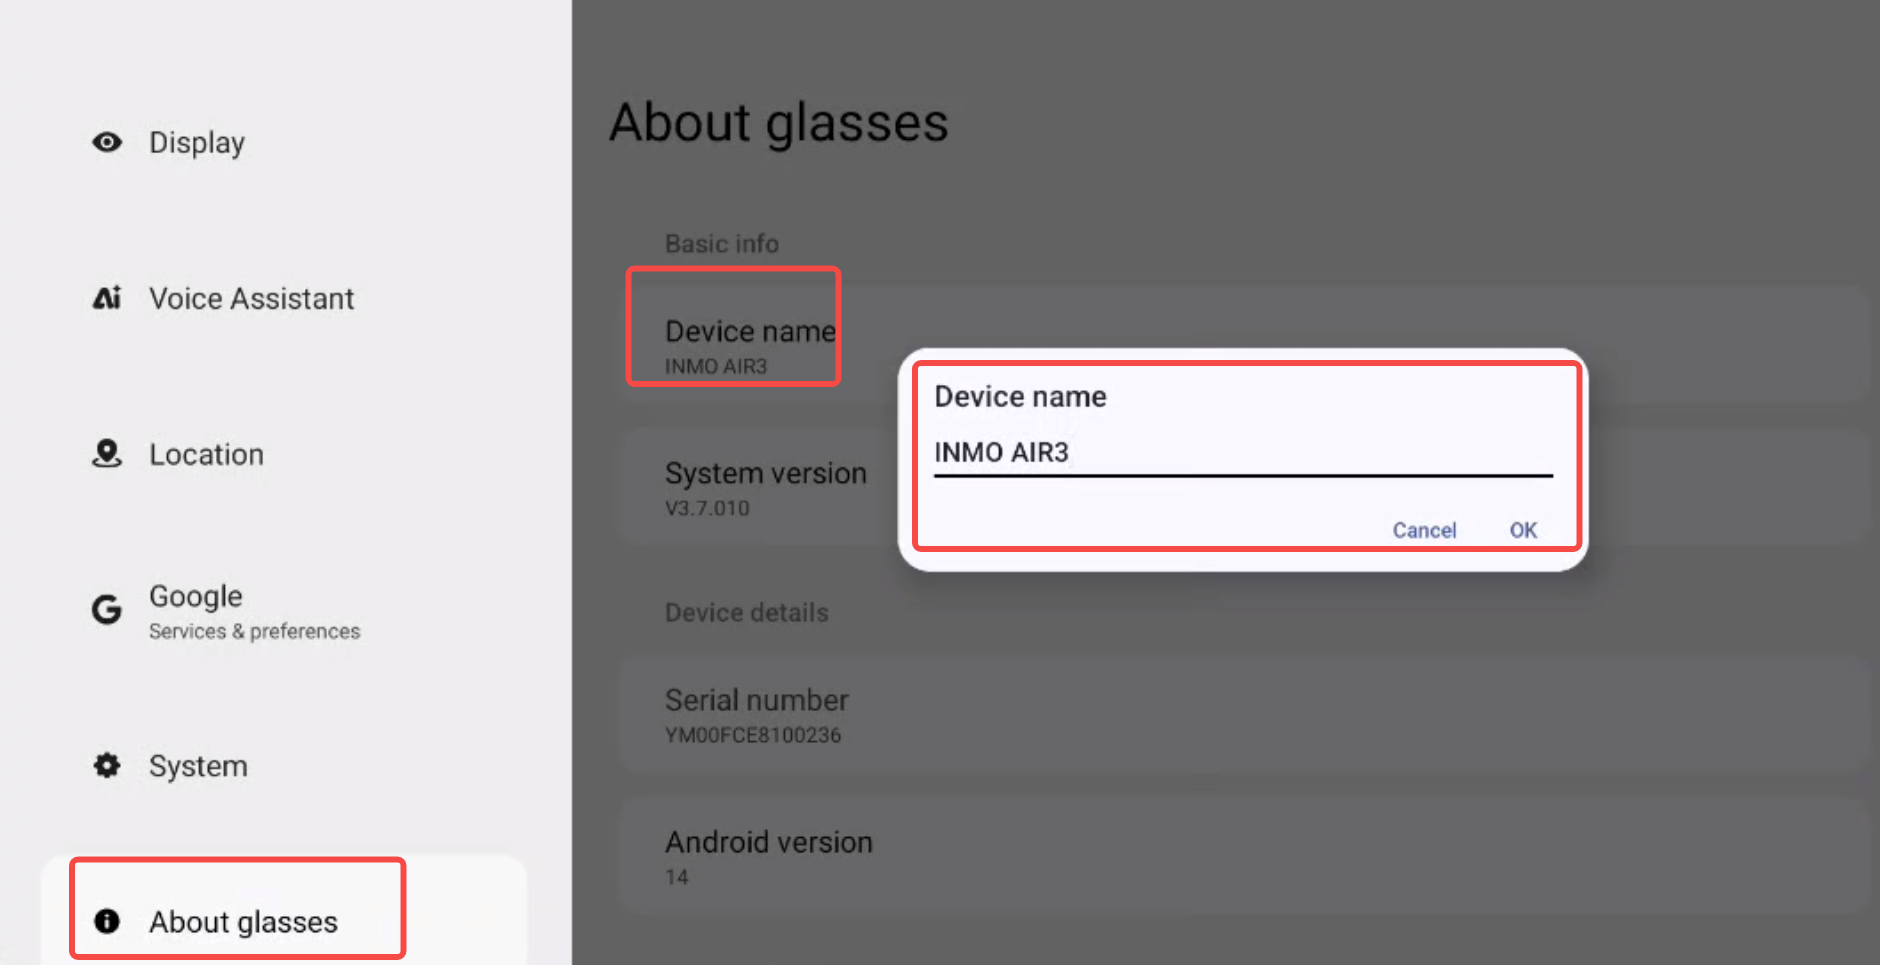 Display
Voice Assistant
Location
Google
Services & preferences
System
About glasses
About glasses
Basic info
Device name
INMO AIR3
System version
V3.7.010
Device details
Serial number
YM00FCE8100236
Android version
14
Device name
INMO AIR3
Cancel OK